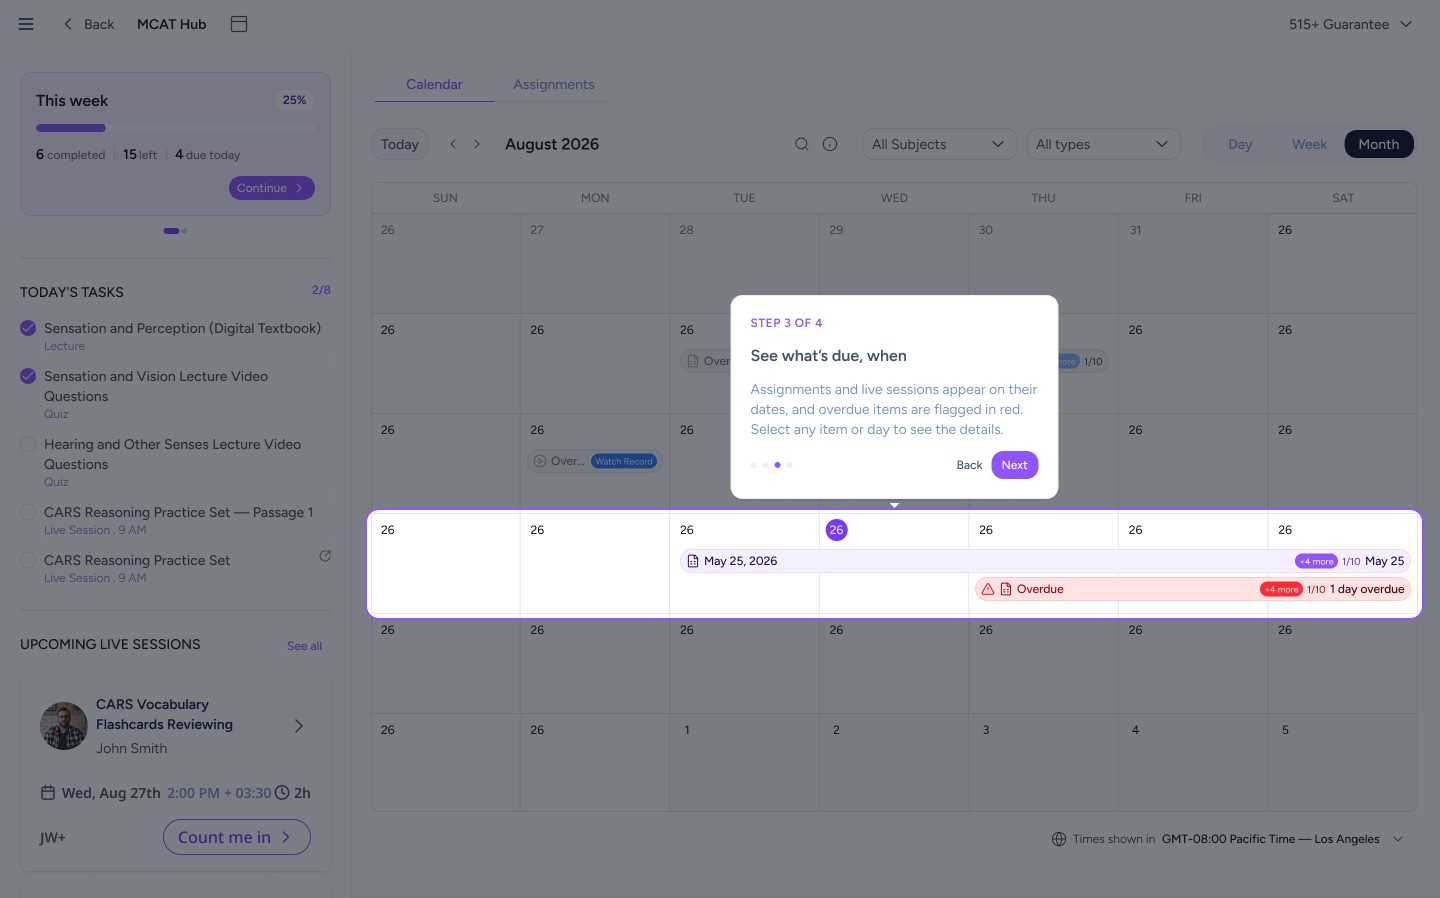 Back
MCAT Hub
515+ Guarantee
This week
25%
6 completed
15 left
4 due today
Continue
TODAY'S TASKS
2/8
Sensation and Perception (Digital Textbook)
Lecture
Sensation and Vision Lecture Video
Questions
Quiz
Hearing and Other Senses Lecture Video
Questions
Quiz
CARS Reasoning Practice Set — Passage 1
Live Session . 9 AM
CARS Reasoning Practice Set
Live Session . 9 AM
UPCOMING LIVE SESSIONS
See all
CARS Vocabulary
Flashcards Reviewing
John Smith
Wed, Aug 27th 2:00 PM + 03:30 2h
JW+
Count me in
Calendar
Assignments
Today
August 2026
All Subjects
All types
Day
Week
Month
SUN MON TUE WED THU FRI SAT
26 27 28 29 30 31 26
26 26 26 26 26
Over
more 1/10
STEP 3 OF 4
See what's due, when
Assignments and live sessions appear on their
dates, and overdue items are flagged in red.
Select any item or day to see the details.
Back
Next
26 26 26 26 26
Over... Watch Record
26 26 26 26 26 26 26
May 25, 2026 +4 more 1/10 May 25
Overdue +4 more 1/10 1 day overdue
26 26 26 26 26 26 26
26 26 1 2 3 4 5
Times shown in GMT-08:00 Pacific Time — Los Angeles